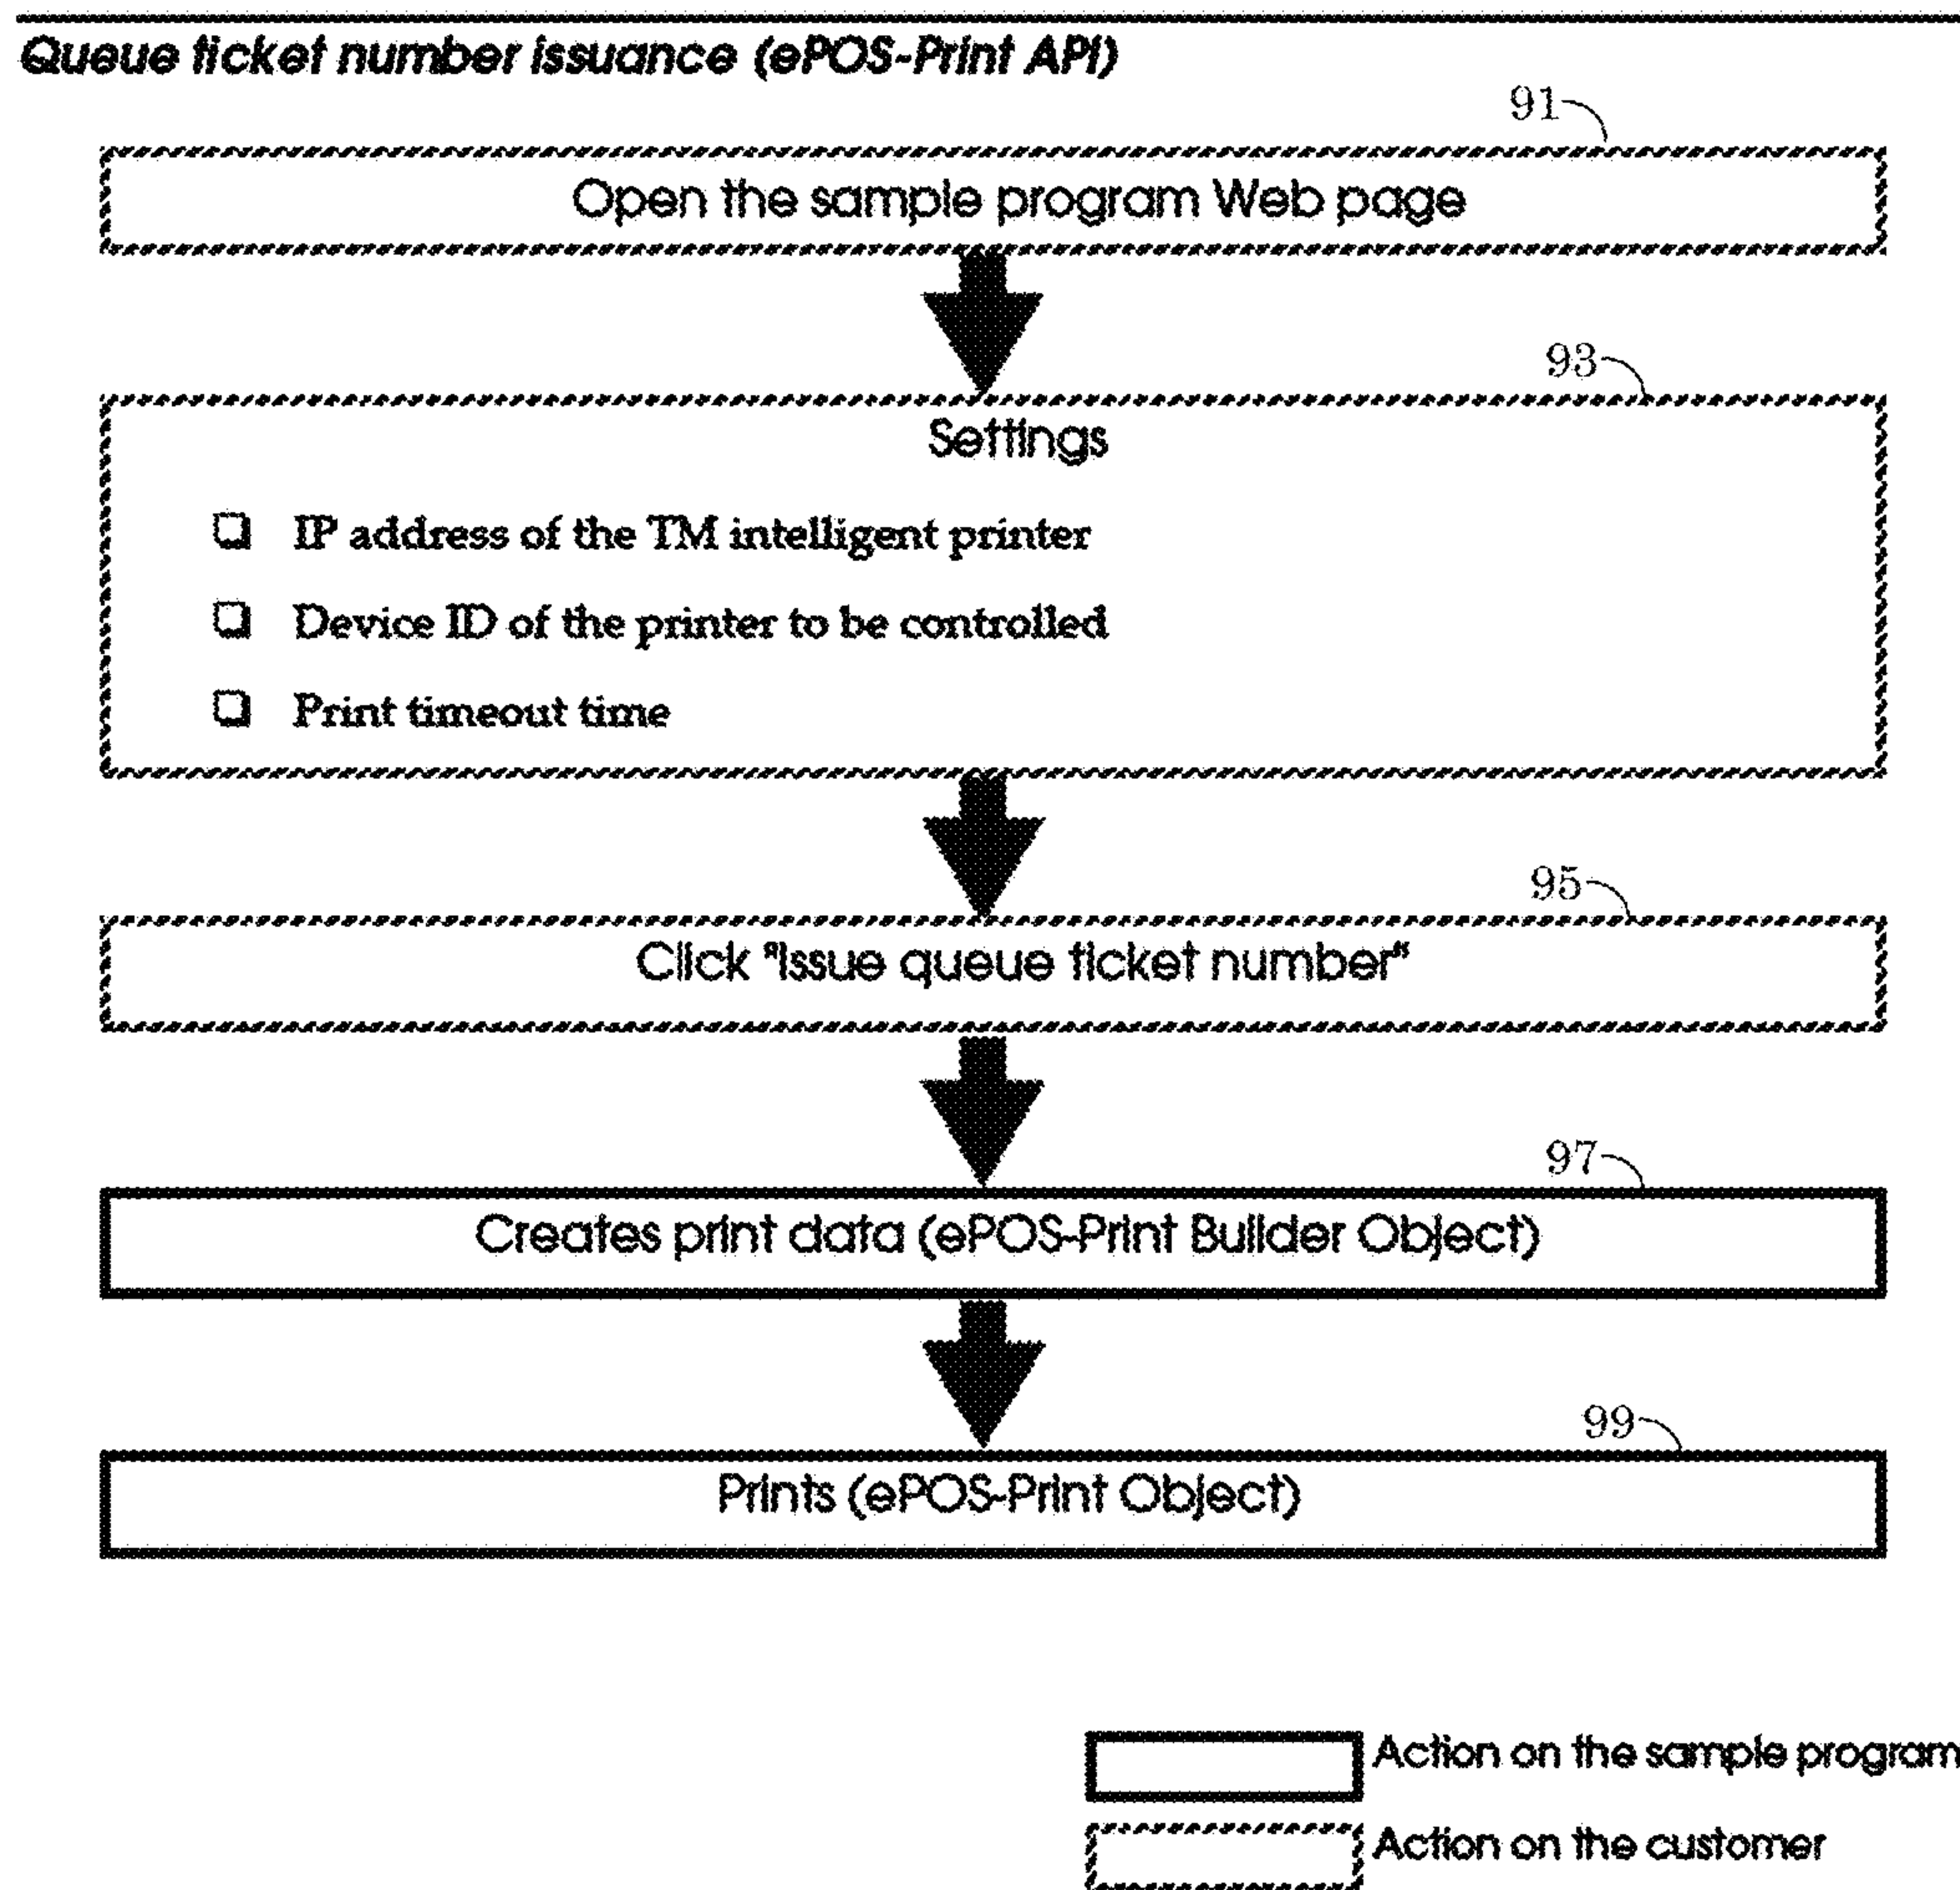 Queue ticket number issuance (ePOS-Print API)
91
Open the sample program Web page
93
Settings
❏ IP address of the TM intelligent printer
❏ Device ID of the printer to be controlled
❏ Print timeout time
95
Click "Issue queue ticket number"
97
Creates print data (ePOS-Print Builder Object)
99
Prints (ePOS-Print Object)
Action on the sample program
Action on the customer